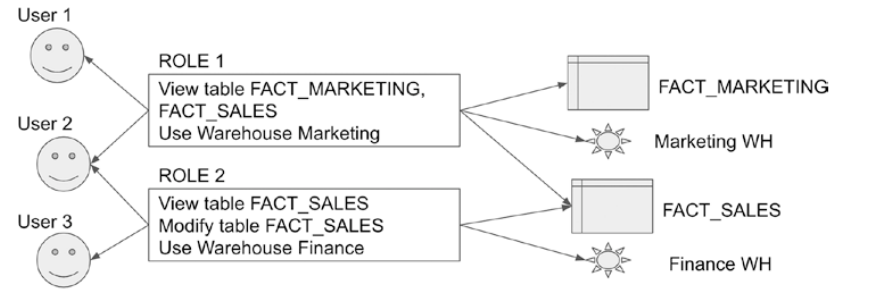 User 1
ROLE 1
View table FACT_MARKETING,
FACT_SALES
Use Warehouse Marketing
FACT_MARKETING
User 2
Marketing WH
ROLE 2
View table FACT_SALES
Modify table FACT_SALES
Use Warehouse Finance
FACT_SALES
User 3
Finance WH